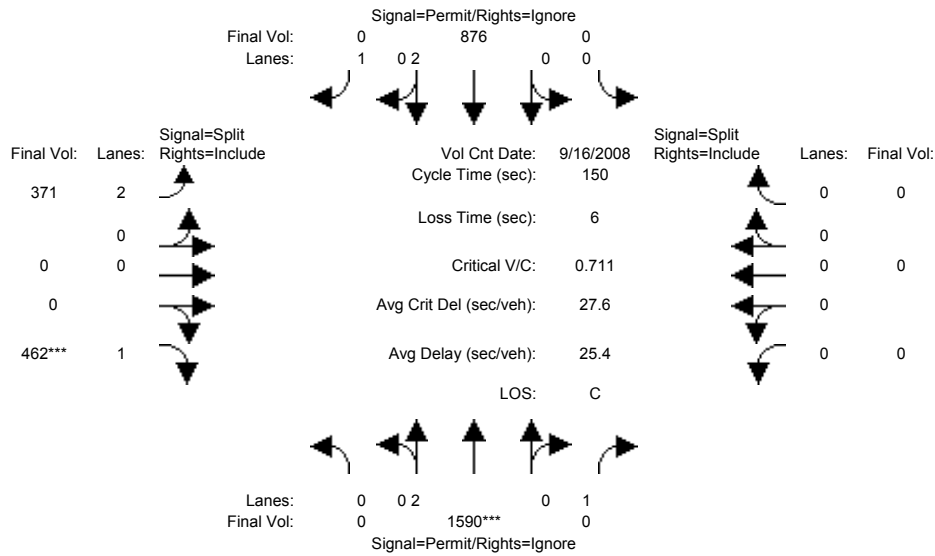 Signal=Permit/Rights=Ignore
Final Vol: 0 876 0
Lanes: 1 0 2 0 0
Signal=Split
Final Vol: Lanes: Rights=Include
Vol Cnt Date: 9/16/2008
Signal=Split
Rights=Include Lanes: Final Vol:
Cycle Time (sec): 150
371 2 0 0
Loss Time (sec): 6
0 0
0 0 Critical V/C: 0.711 0 0
0 Avg Crit Del (sec/veh): 27.6 0
462*** 1 Avg Delay (sec/veh): 25.4 0 0
LOS: C
Lanes: 0 0 2 0 1
Final Vol: 0 1590*** 0
Signal=Permit/Rights=Ignore